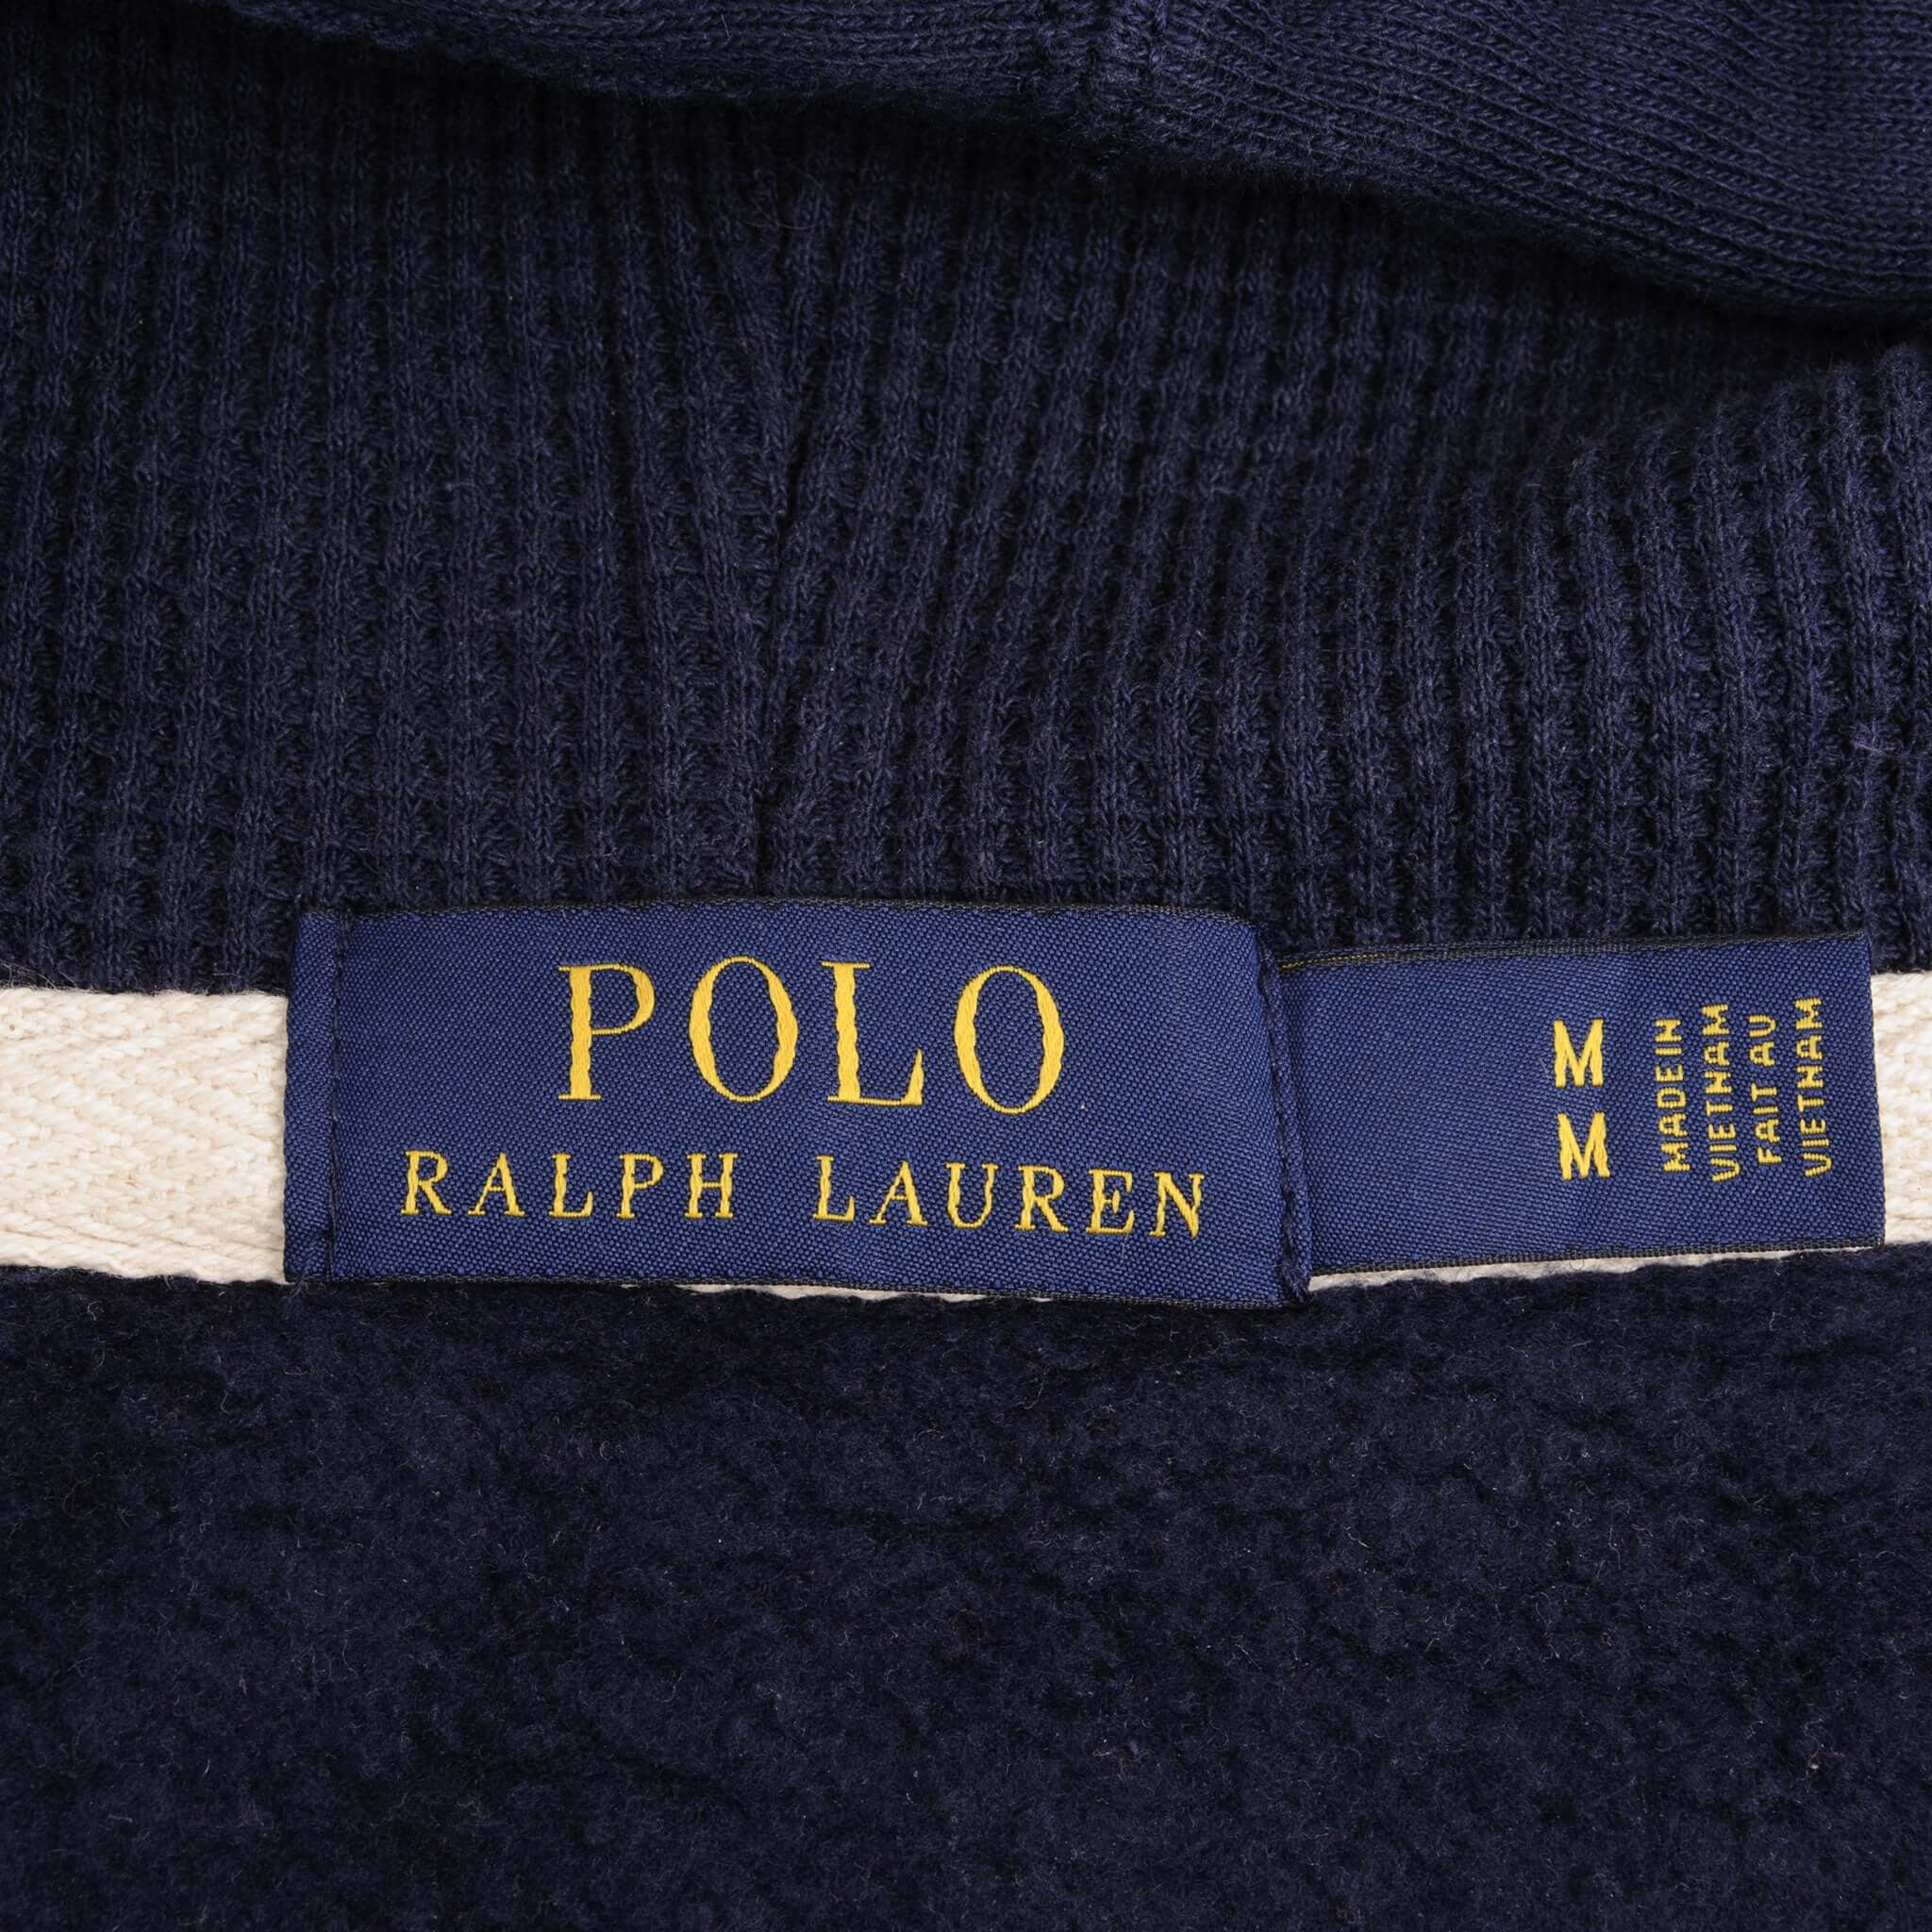 POLO
RALPH LAUREN
M
M
MADE IN
VIETNAM
FAIT AU
VIETNAM